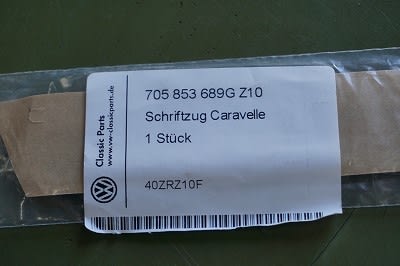 705 853 689G Z10
Schriftzug Caravelle
1 Stück
40ZRZ10F
Classic Parts
www.vw-classicparts.de